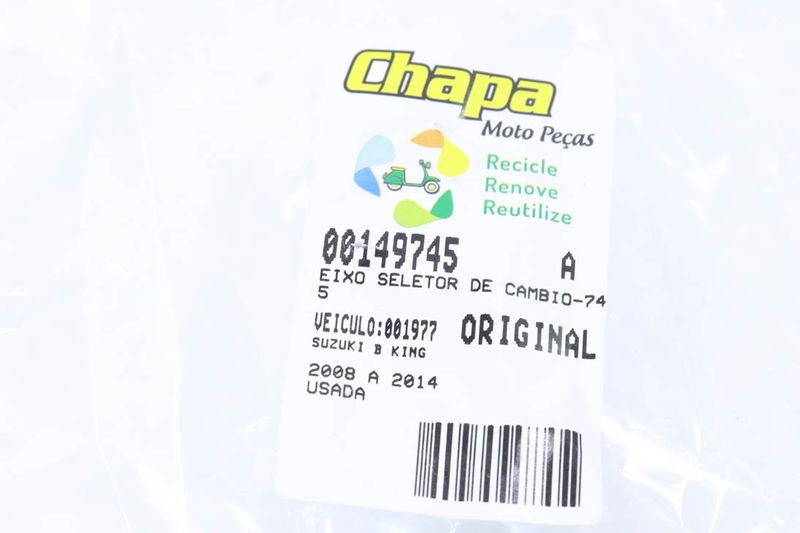 Chapa
Moto Peças
Recicle
Renove
Reutilize
00149745 A
EIXO SELETOR DE CAMBIO-74
5
VEICULO:001977 ORIGINAL
SUZUKI B KING
2008 A 2014
USADA